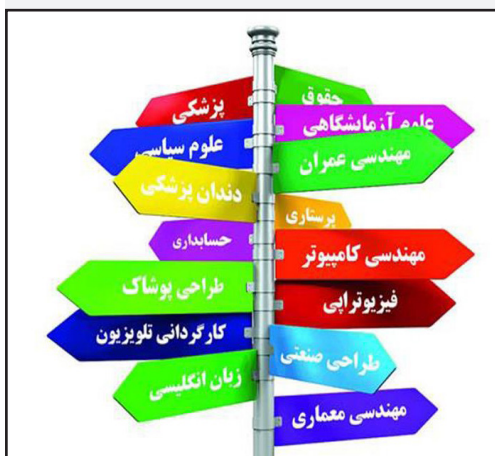 حقوق
پزشکی
علوم آزمایشگاهی
علوم سیاسی
مهندسی عمران
دندان پزشکی
پرستاری
حسابداری
مهندسی کامپیوتر
طراحی پوشاک
فیزیوتراپی
کارگردانی تلویزیون
طراحی صنعتی
زبان انگلیسی
مهندسی معماری